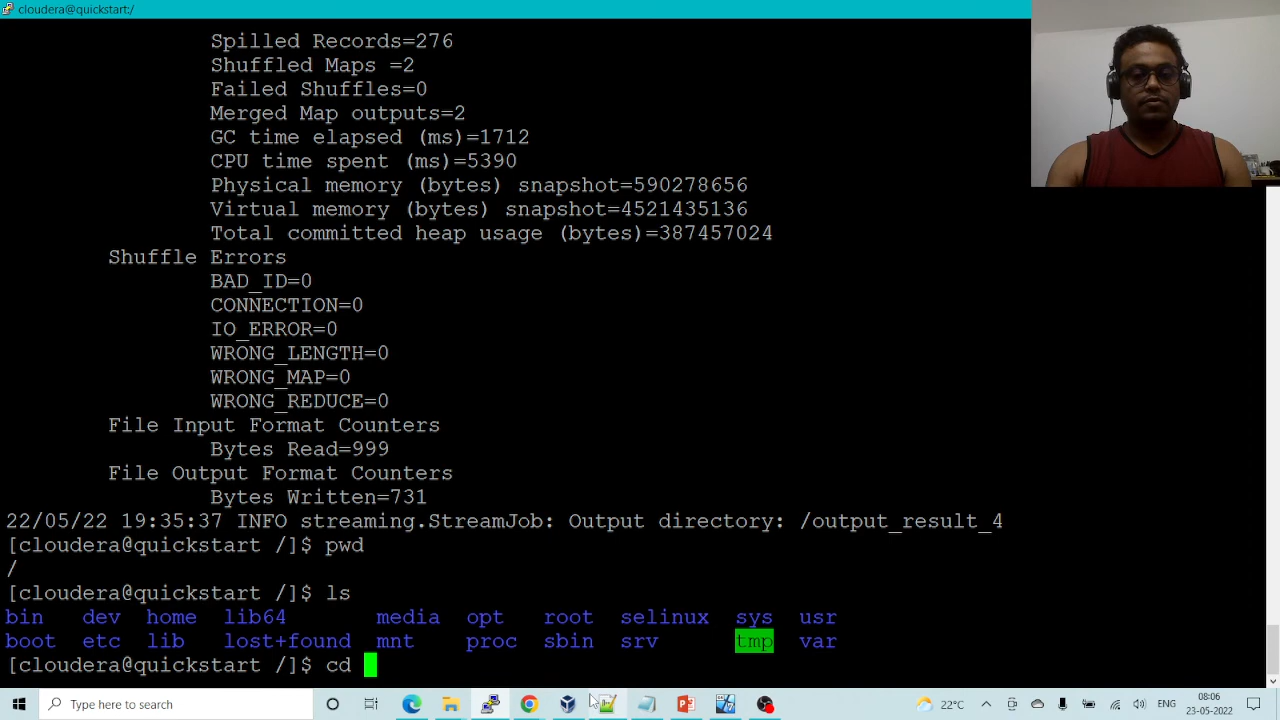 cloudera@quickstart:/
Spilled Records=276
Shuffled Maps =2
Failed Shuffles=0
Merged Map outputs=2
GC time elapsed (ms)=1712
CPU time spent (ms)=5390
Physical memory (bytes) snapshot=590278656
Virtual memory (bytes) snapshot=4521435136
Total committed heap usage (bytes)=387457024
Shuffle Errors
BAD_ID=0
CONNECTION=0
IO_ERROR=0
WRONG_LENGTH=0
WRONG_MAP=0
WRONG_REDUCE=0
File Input Format Counters
Bytes Read=999
File Output Format Counters
Bytes Written=731
22/05/22 19:35:37 INFO streaming.StreamJob: Output directory: /output_result_4
[cloudera@quickstart /]$ pwd
/
[cloudera@quickstart /]$ ls
bin dev home lib64 media opt root selinux sys usr
boot etc lib lost+found mnt proc sbin srv tmp var
[cloudera@quickstart /]$ cd
Type here to search
22°C
ENG
08:06
23-05-2022